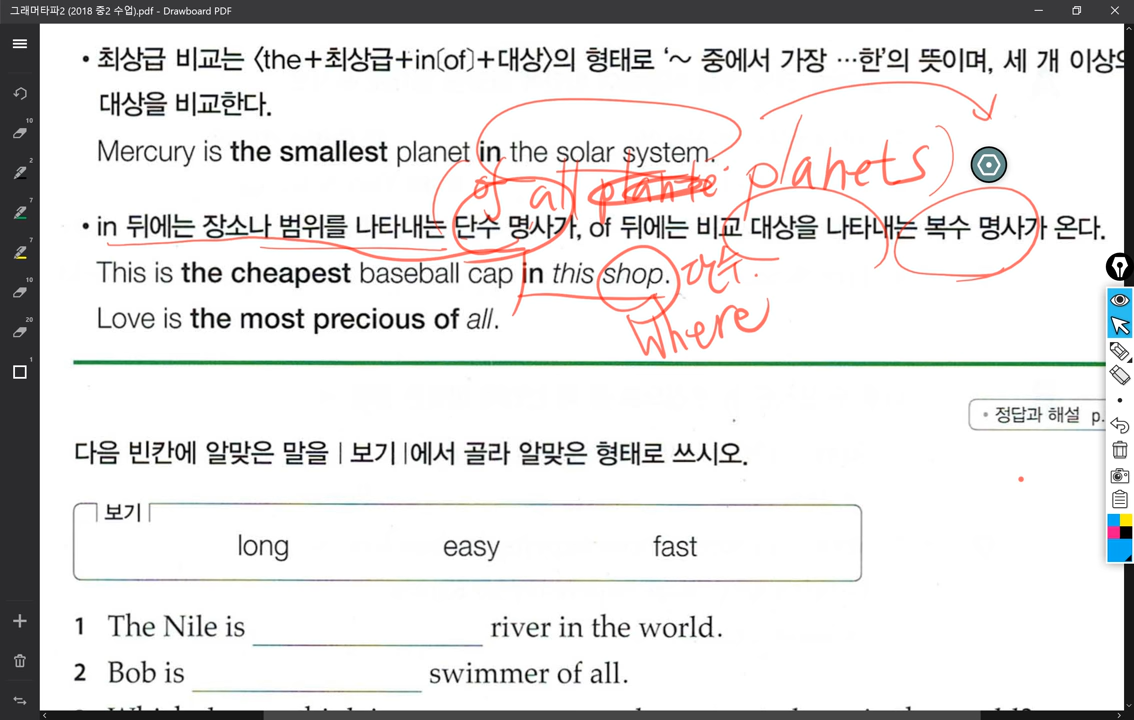 그래머타파2 (2018 중2 수업).pdf - Drawboard PDF
• 최상급 비교는 〈the+최상급+in〔of〕+대상〉의 형태로 '~ 중에서 가장 …한'의 뜻이며, 세 개 이상의
대상을 비교한다.
Mercury is the smallest planet in the solar system.
of all planets)
• in 뒤에는 장소나 범위를 나타내는 단수 명사가, of 뒤에는 비교 대상을 나타내는 복수 명사가 온다.
This is the cheapest baseball cap in this shop. 단수.
Where
Love is the most precious of all.
• 정답과 해설 p.
다음 빈칸에 알맞은 말을 | 보기 |에서 골라 알맞은 형태로 쓰시오.
보기
long easy fast
1 The Nile is river in the world.
2 Bob is swimmer of all.
10
2
7
7
10
20
1